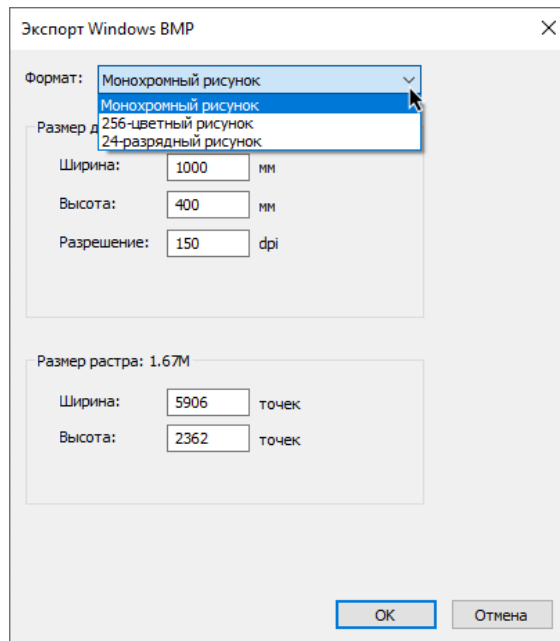 Экспорт Windows BMP
Формат: Монохромный рисунок
Монохромный рисунок
256-цветный рисунок
24-разрядный рисунок
Размер д
Ширина: 1000 мм
Высота: 400 мм
Разрешение: 150 dpi
Размер растра: 1.67M
Ширина: 5906 точек
Высота: 2362 точек
OK Отмена